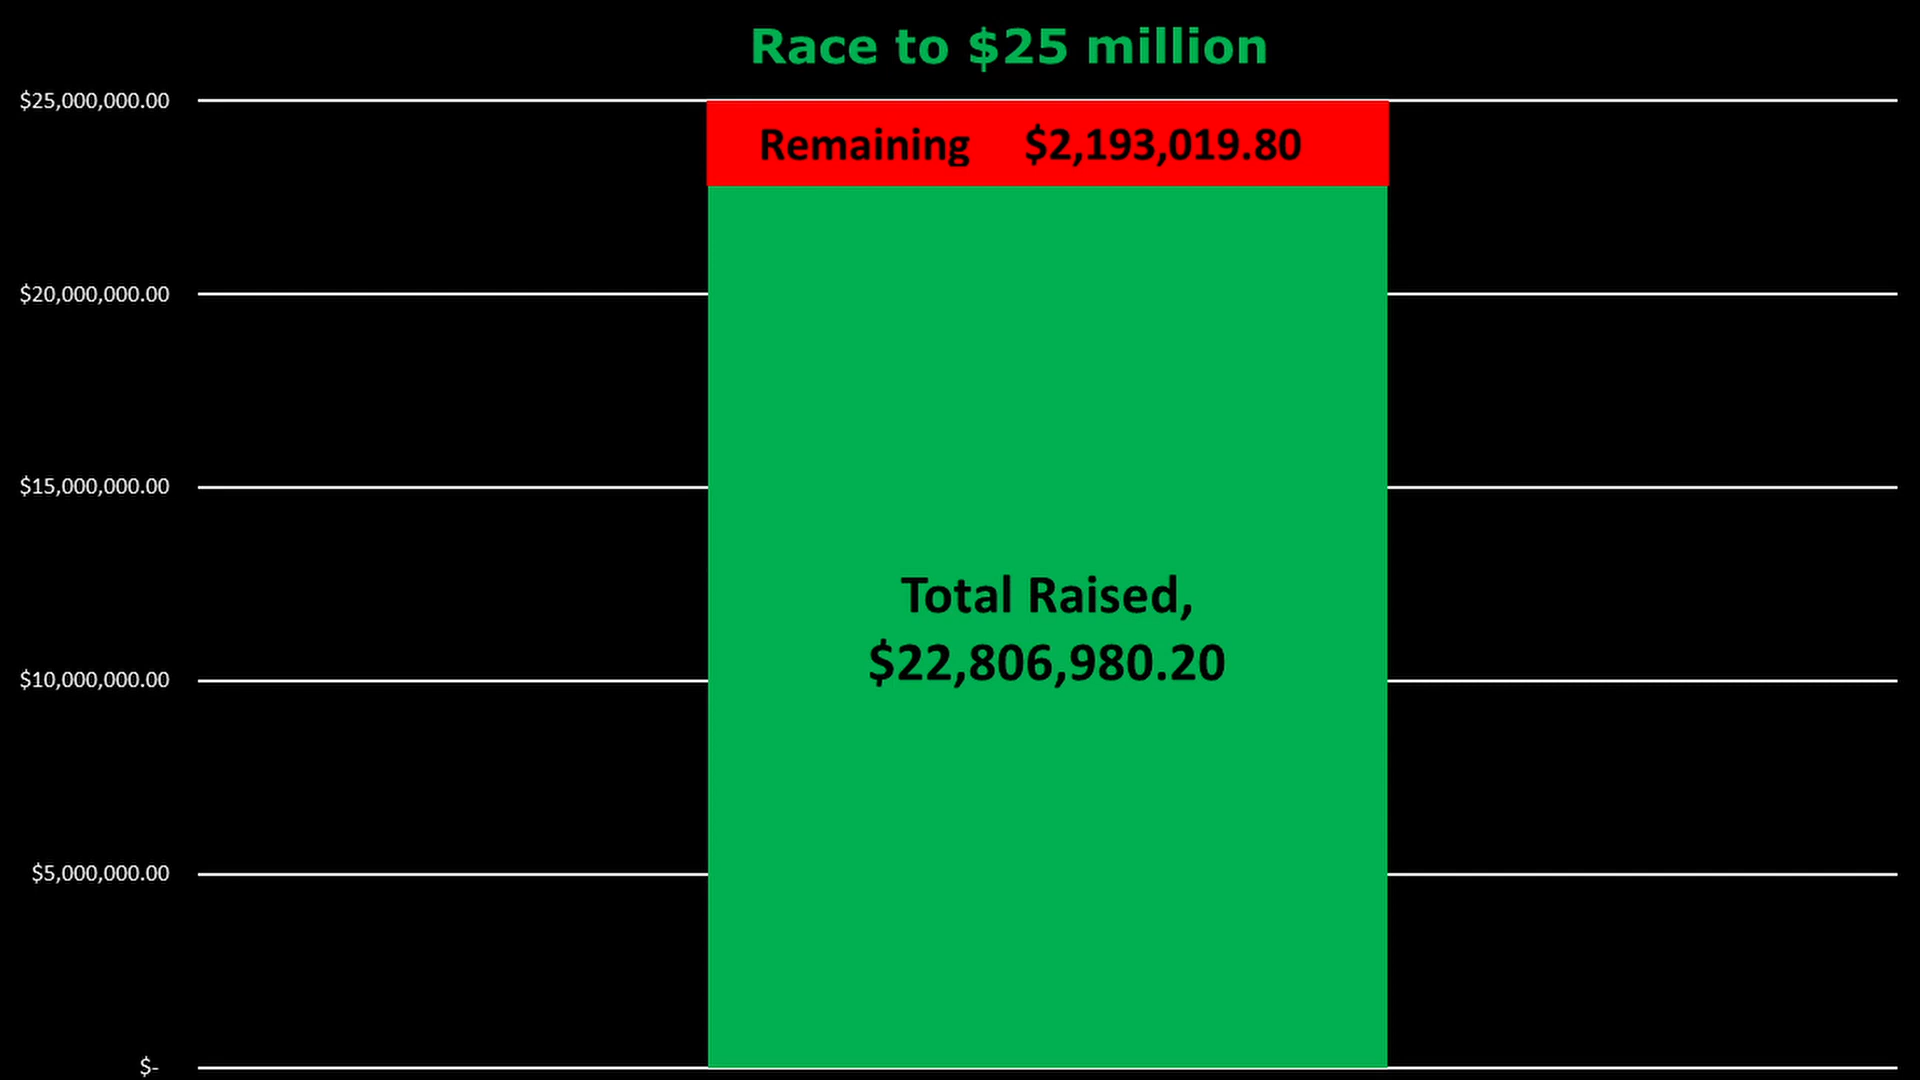 Race to $25 million
$25,000,000.00
Remaining $2,193,019.80
$20,000,000.00
$15,000,000.00
Total Raised,
$22,806,980.20
$10,000,000.00
$5,000,000.00
$-